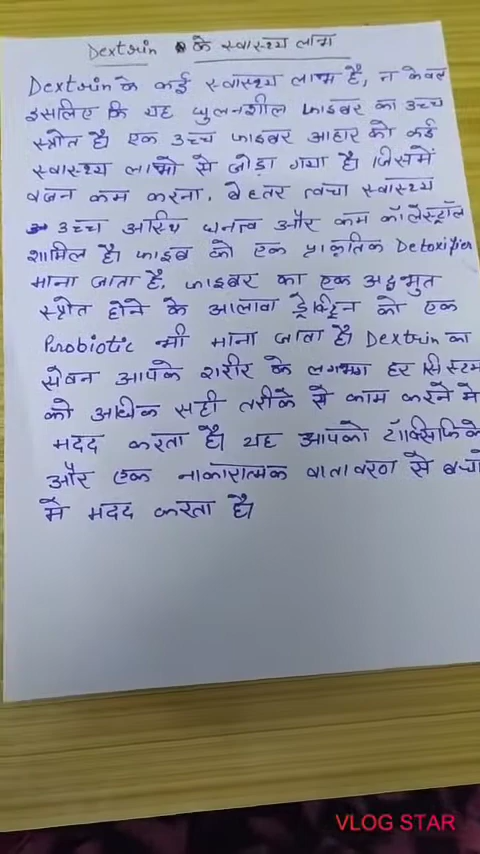 Dextrin के स्वास्थ्य लाभ
Dextrin के कई स्वास्थ्य लाभ है, न केवल
इसलिए कि यह घुलनशील फाइबर का उच्च
स्त्रोत है। एक उच्च फाइबर आहार को कई
स्वास्थ्य लाभो से जोड़ा गया है। जिसमें
वजन कम करना, बेहतर त्वचा स्वास्थ्य
उच्च अस्थि घनत्व और कम कॉलेस्ट्रॉल
शामिल है। फाइबर को एक प्राकृतिक Detoxifier
माना जाता है, फाइबर का एक अद्भुत
स्त्रोत होने के आलावा ड्रेक्ट्रिन को एक
Probiotic भी माना जाता है। Dextrin का
सेवन आपके शरीर के लगभग हर सिस्टम
को अधिक सही तरीके से काम करने में
मदद करता है। यह आपको
और एक नाकारात्मक वातावरण से बचाने
मे मदद करता है।
VLOG STAR